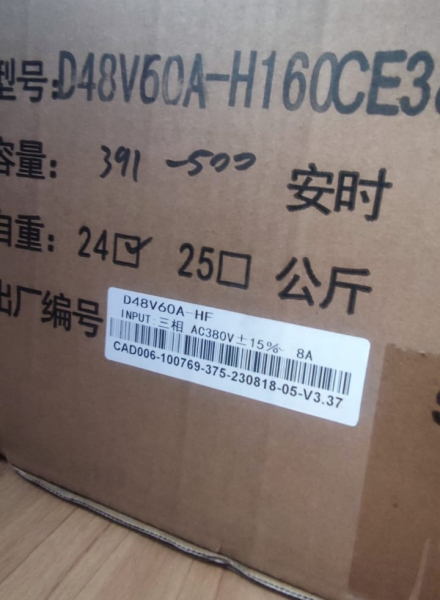 型号:D48V60A-H160CE3
容量: 391-500 安时
自重: 24☑ 25☐ 公斤
出厂编号
D48V60A-HF
INPUT:三相 AC380V±15% 8A
CAD006-100769-375-230818-05-V3.37